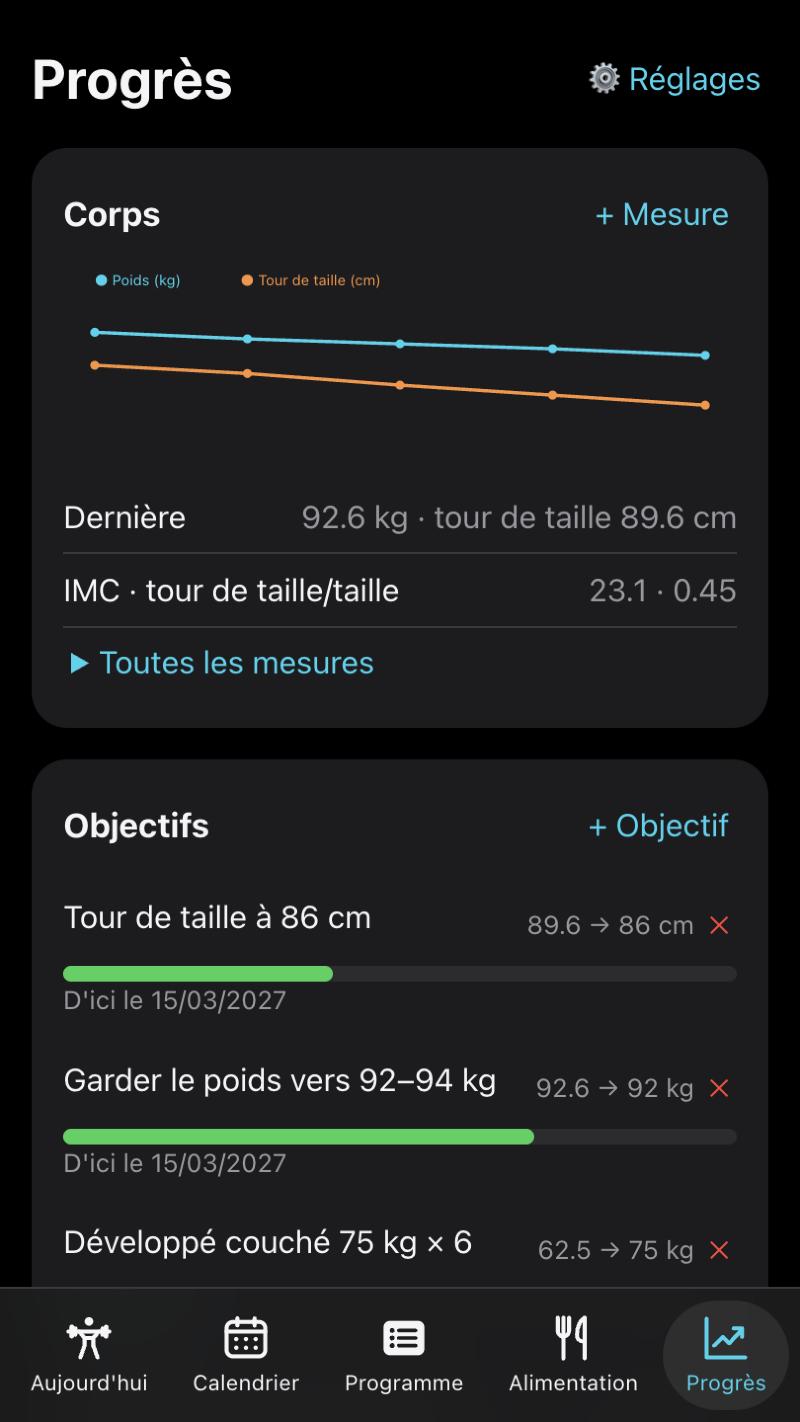 Progrès
⚙️ Réglages
Corps
+ Mesure
Poids (kg)
Tour de taille (cm)
Dernière
92.6 kg · tour de taille 89.6 cm
IMC · tour de taille/taille
23.1 · 0.45
▶ Toutes les mesures
Objectifs
+ Objectif
Tour de taille à 86 cm
89.6 → 86 cm ✕
D'ici le 15/03/2027
Garder le poids vers 92–94 kg
92.6 → 92 kg ✕
D'ici le 15/03/2027
Développé couché 75 kg × 6
62.5 → 75 kg ✕
Aujourd'hui
Calendrier
Programme
Alimentation
Progrès